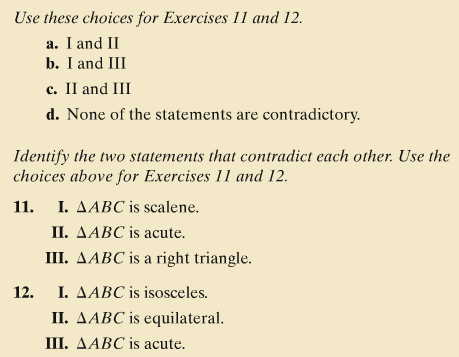 Use these choices for Exercises 11 and 12.
a. I and II
b. I and III
c. II and III
d. None of the statements are contradictory.
Identify the two statements that contradict each other. Use the
choices above for Exercises 11 and 12.
11. I. ΔABC is scalene.
II. ΔABC is acute.
III. ΔABC is a right triangle.
12. I. ΔABC is isosceles.
II. ΔABC is equilateral.
III. ΔABC is acute.